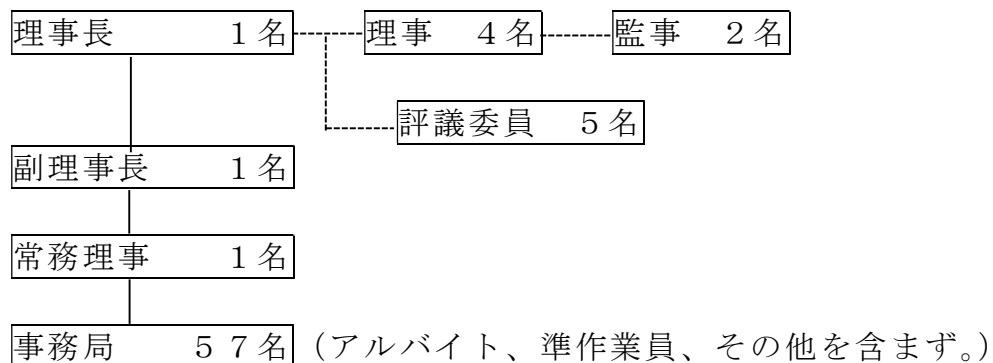 理事長　　　１名 理事　４名 監事　２名
評議委員　５名
副理事長　　１名
常務理事　　１名
事務局　　５７名（アルバイト、準作業員、その他を含まず。）